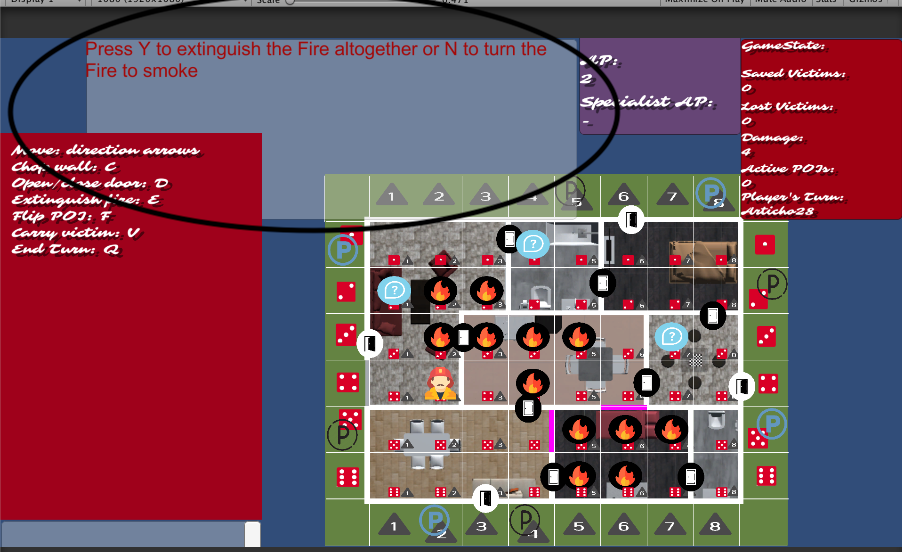 Display 1
Scale
0.471
Maximize On Play
Mute Audio
Stats
Gizmos
Press Y to extinguish the Fire altogether or N to turn the
Fire to smoke
AP:
2
Specialist AP:
-
GameState:
Saved Victims:
0
Lost Victims:
0
Damage:
4
Active POIs:
0
Player's Turn:
Articho28
Move: direction arrows
Chop wall: C
Open/close door: D
Extinguish fire: E
Flip POI: F
Carry victim: V
End Turn: Q
1 2 3 4 5 6 7 8
P P
P
P
P
P
P P
1 2 3 4 5 6 7 8